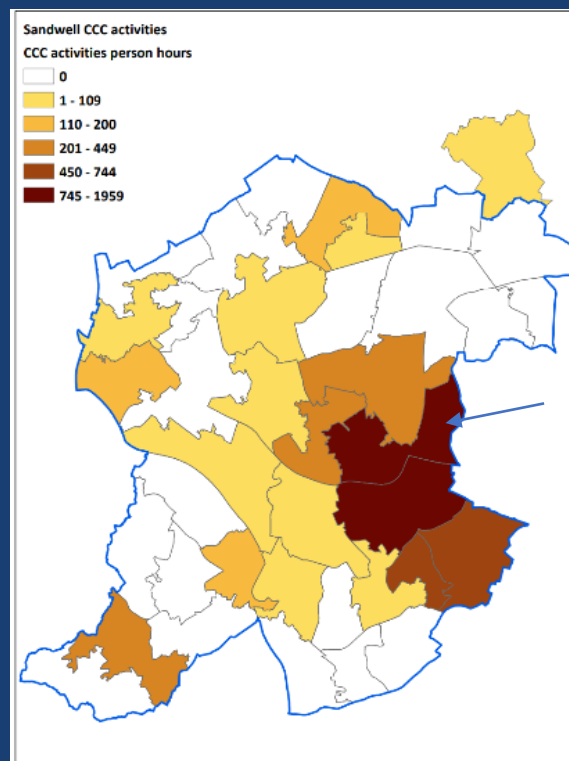 Sandwell CCC activities
CCC activities person hours
0
1 - 109
110 - 200
201 - 449
450 - 744
745 - 1959